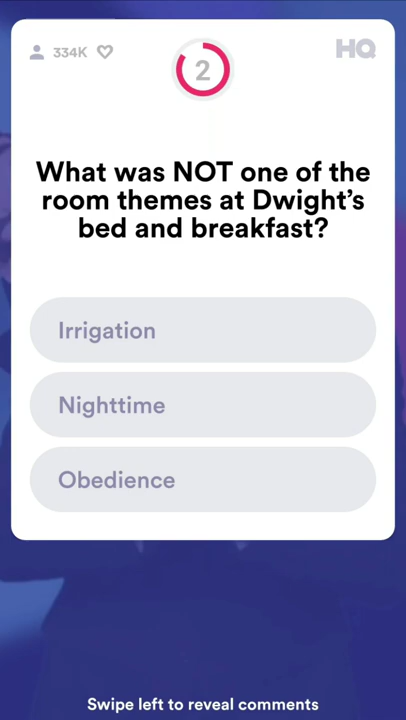 334K
2
HQ
What was NOT one of the
room themes at Dwight’s
bed and breakfast?
Irrigation
Nighttime
Obedience
Swipe left to reveal comments